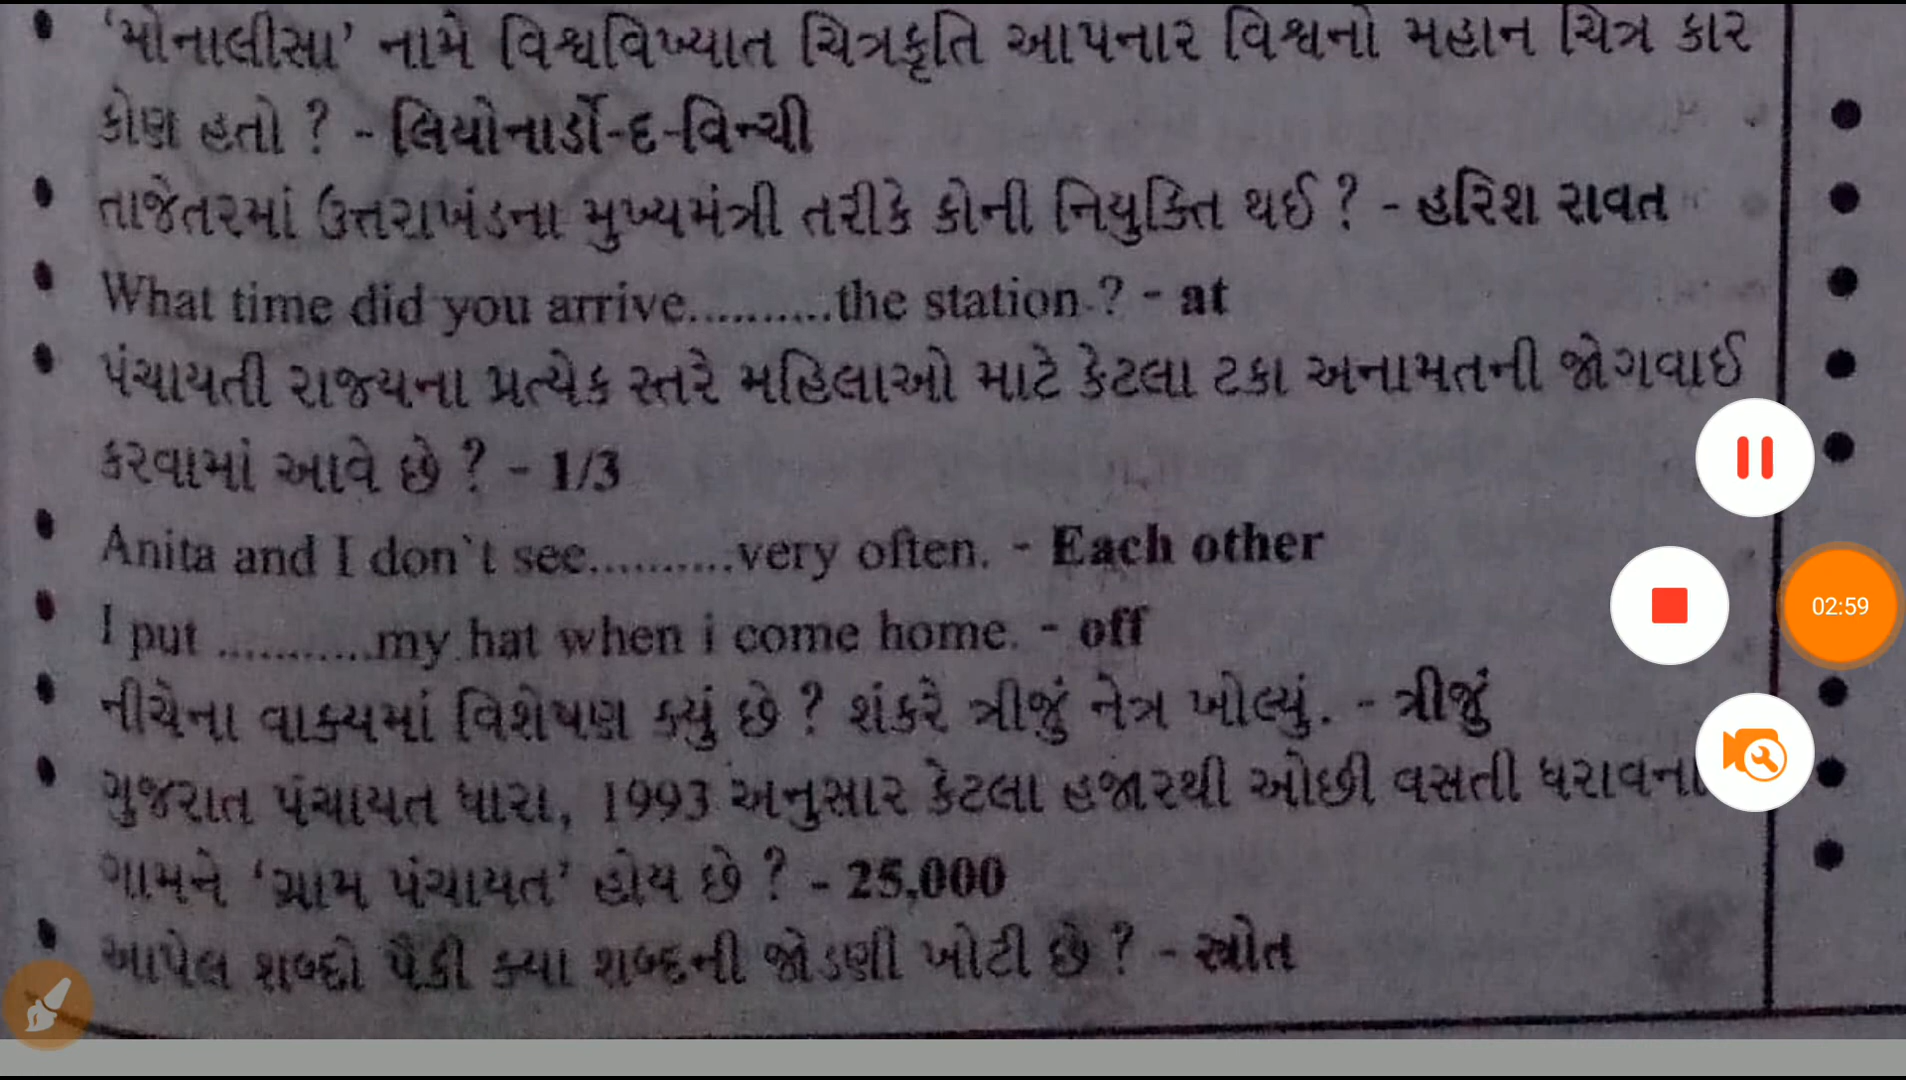 ‘મોનાલીસા’ નામે વિશ્વવિખ્યાત ચિત્રકૃતિ આપનાર વિશ્વનો મહાન ચિત્ર કાર
કોણ હતો ? - લિયોનાર્ડો-દ-વિન્ચી
તાજેતરમાં ઉત્તરાખંડના મુખ્યમંત્રી તરીકે કોની નિયુક્તિ થઈ ? - હરિશ રાવત
What time did you arrive..........the station ? - at
પંચાયતી રાજ્યના પ્રત્યેક સ્તરે મહિલાઓ માટે કેટલા ટકા અનામતની જોગવાઈ
કરવામાં આવે છે ? - 1/3
Anita and I don`t see..........very often. - Each other
I put ...........my hat when i come home. - off
02:59
નીચેના વાક્યમાં વિશેષણ કયું છે ? શંકરે ત્રીજું નેત્ર ખોલ્યું. - ત્રીજું
ગુજરાત પંચાયત ધારા, 1993 અનુસાર કેટલા હજારથી ઓછી વસતી ધરાવના
ગામને ‘ગ્રામ પંચાયત’ હોય છે ? - 25,000
આપેલ શબ્દો પૈકી ક્યા શબ્દની જોડણી ખોટી છે ? - સ્ત્રોત